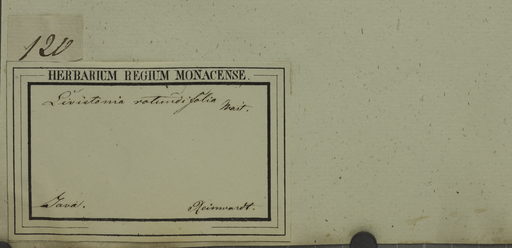 120
HERBARIUM REGIUM MONACENSE.
Livistonia rotundifolia Mart.
Java.
Reinwardt.